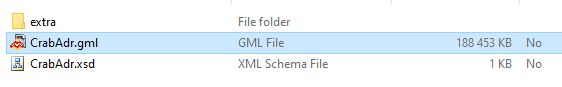 extra File folder
CrabAdr.gml GML File 188 453 KB No
CrabAdr.xsd XML Schema File 1 KB No